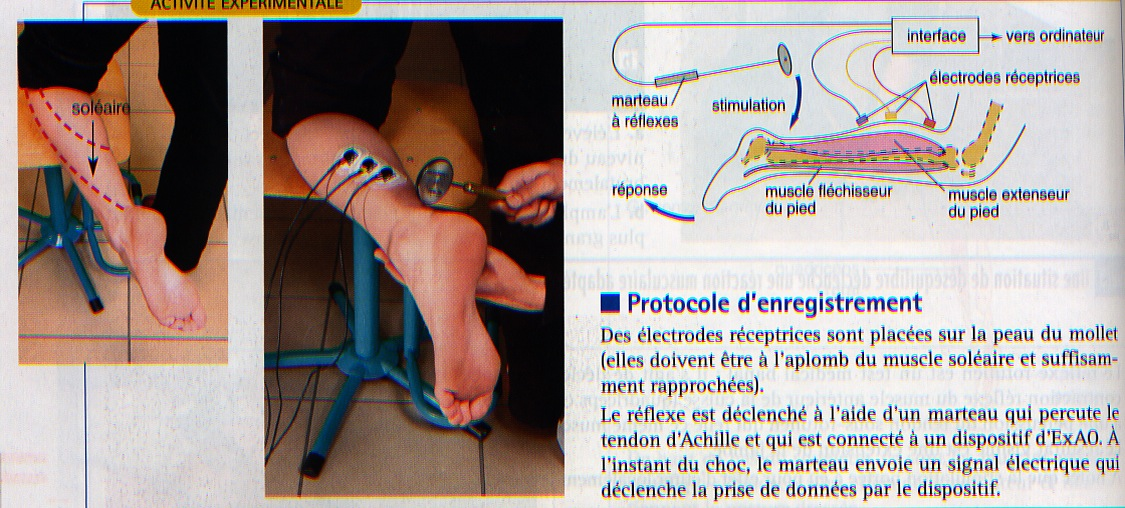 ACTIVITÉ EXPÉRIMENTALE
soléaire
interface
vers ordinateur
électrodes réceptrices
marteau
à réflexes
stimulation
réponse
muscle fléchisseur
du pied
muscle extenseur
du pied
Protocole d'enregistrement
Des électrodes réceptrices sont placées sur la peau du mollet
(elles doivent être à l'aplomb du muscle soléaire et suffisam-
ment rapprochées).
Le réflexe est déclenché à l'aide d'un marteau qui percute le
tendon d'Achille et qui est connecté à un dispositif d'ExAO. À
l'instant du choc, le marteau envoie un signal électrique qui
déclenche la prise de données par le dispositif.